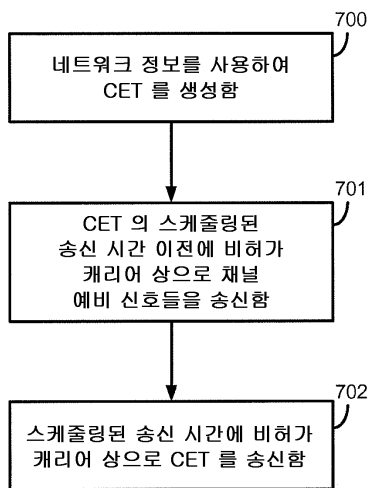 700
네트워크 정보를 사용하여
CET 를 생성함
701
CET 의 스케줄링된
송신 시간 이전에 비허가
캐리어 상으로 채널
예비 신호들을 송신함
702
스케줄링된 송신 시간에 비허가
캐리어 상으로 CET 를 송신함